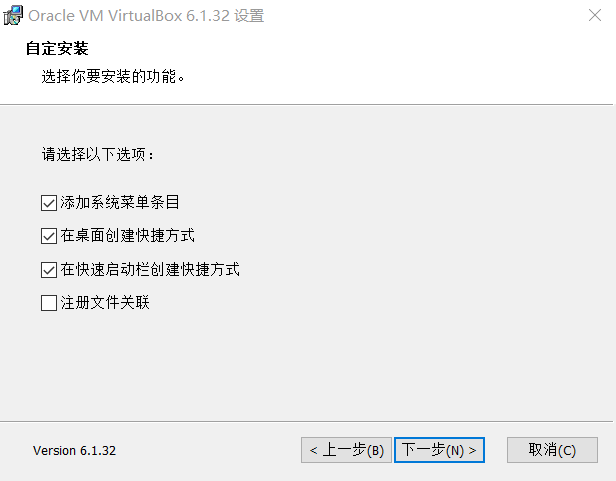 Oracle VM VirtualBox 6.1.32 设置
自定安装
选择你要安装的功能。
请选择以下选项：
添加系统菜单条目
在桌面创建快捷方式
在快速启动栏创建快捷方式
注册文件关联
Version 6.1.32
< 上一步(B)
下一步(N) >
取消(C)